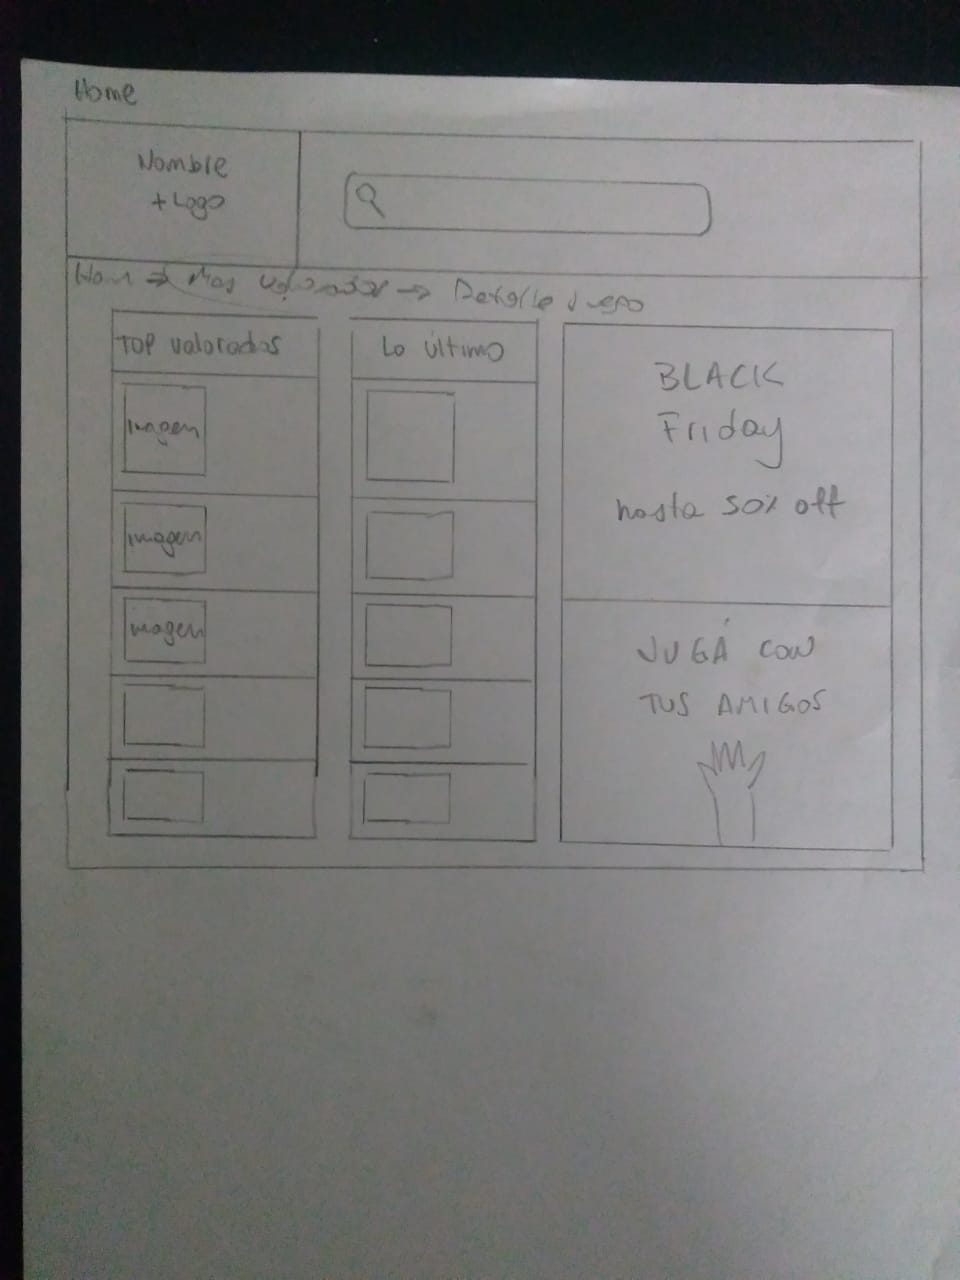 Home
Nombre
+ Logo
Hom → Mas valorados → Detalle Juego
TOP valorados
Lo último
Imagen
Imagen
Imagen
BLACK
Friday
hasta 50% off
JUGÁ CON
TUS AMIGOS